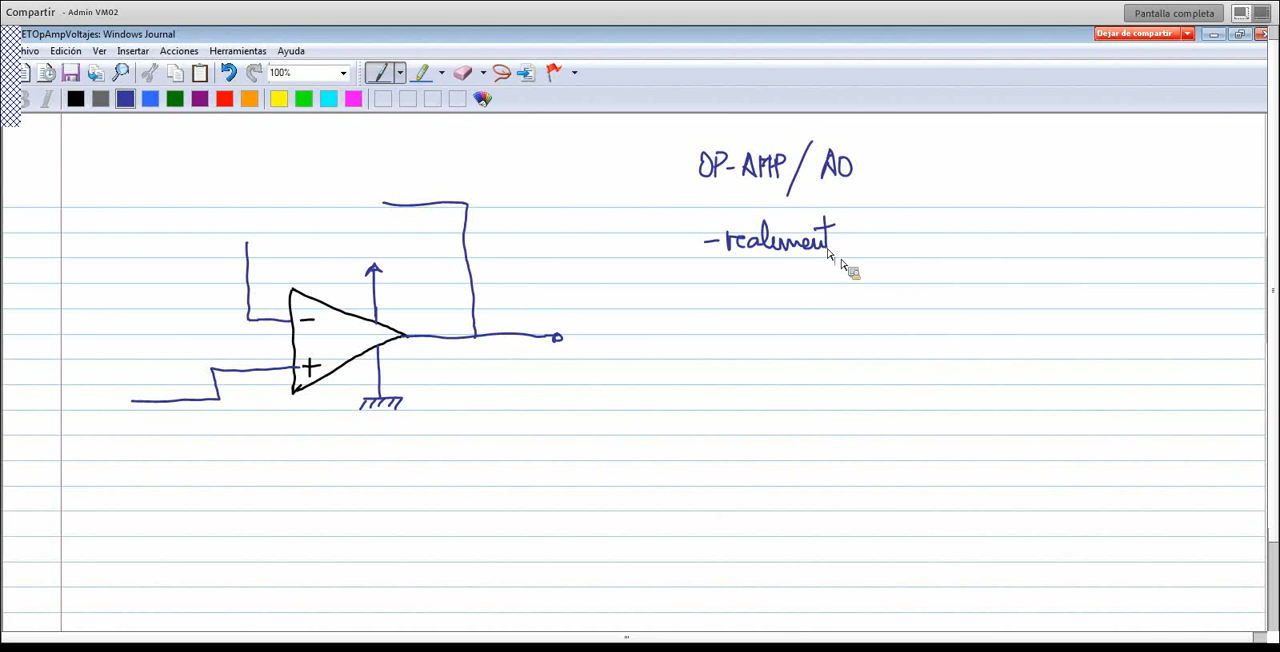 Compartir - Admin VM02
Pantalla completa
ETOpAmpVoltajes: Windows Journal
Dejar de compartir
hivo Edición Ver Insertar Acciones Herramientas Ayuda
100%
OP-AMP / AO
- realiment
- +